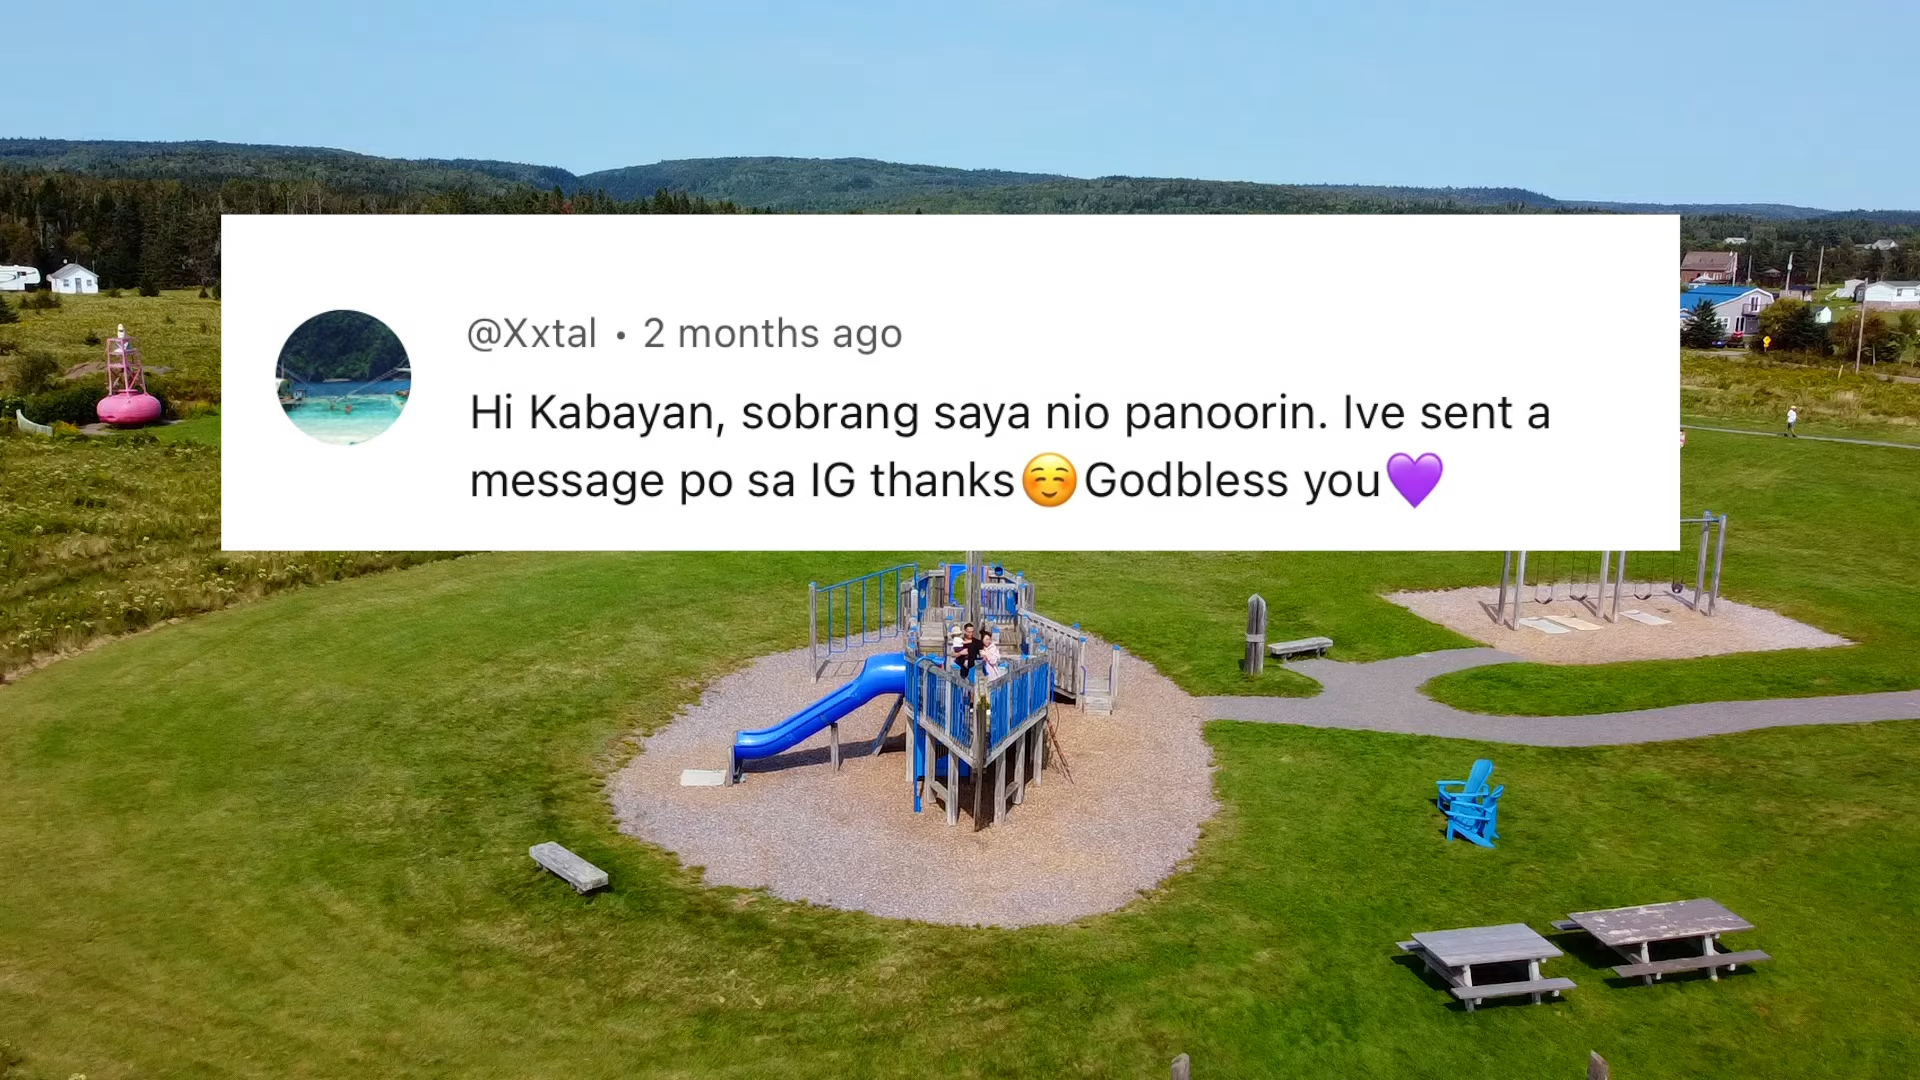 @Xxtal • 2 months ago
Hi Kabayan, sobrang saya nio panoorin. Ive sent a
message po sa IG thanks☺️Godbless you💜